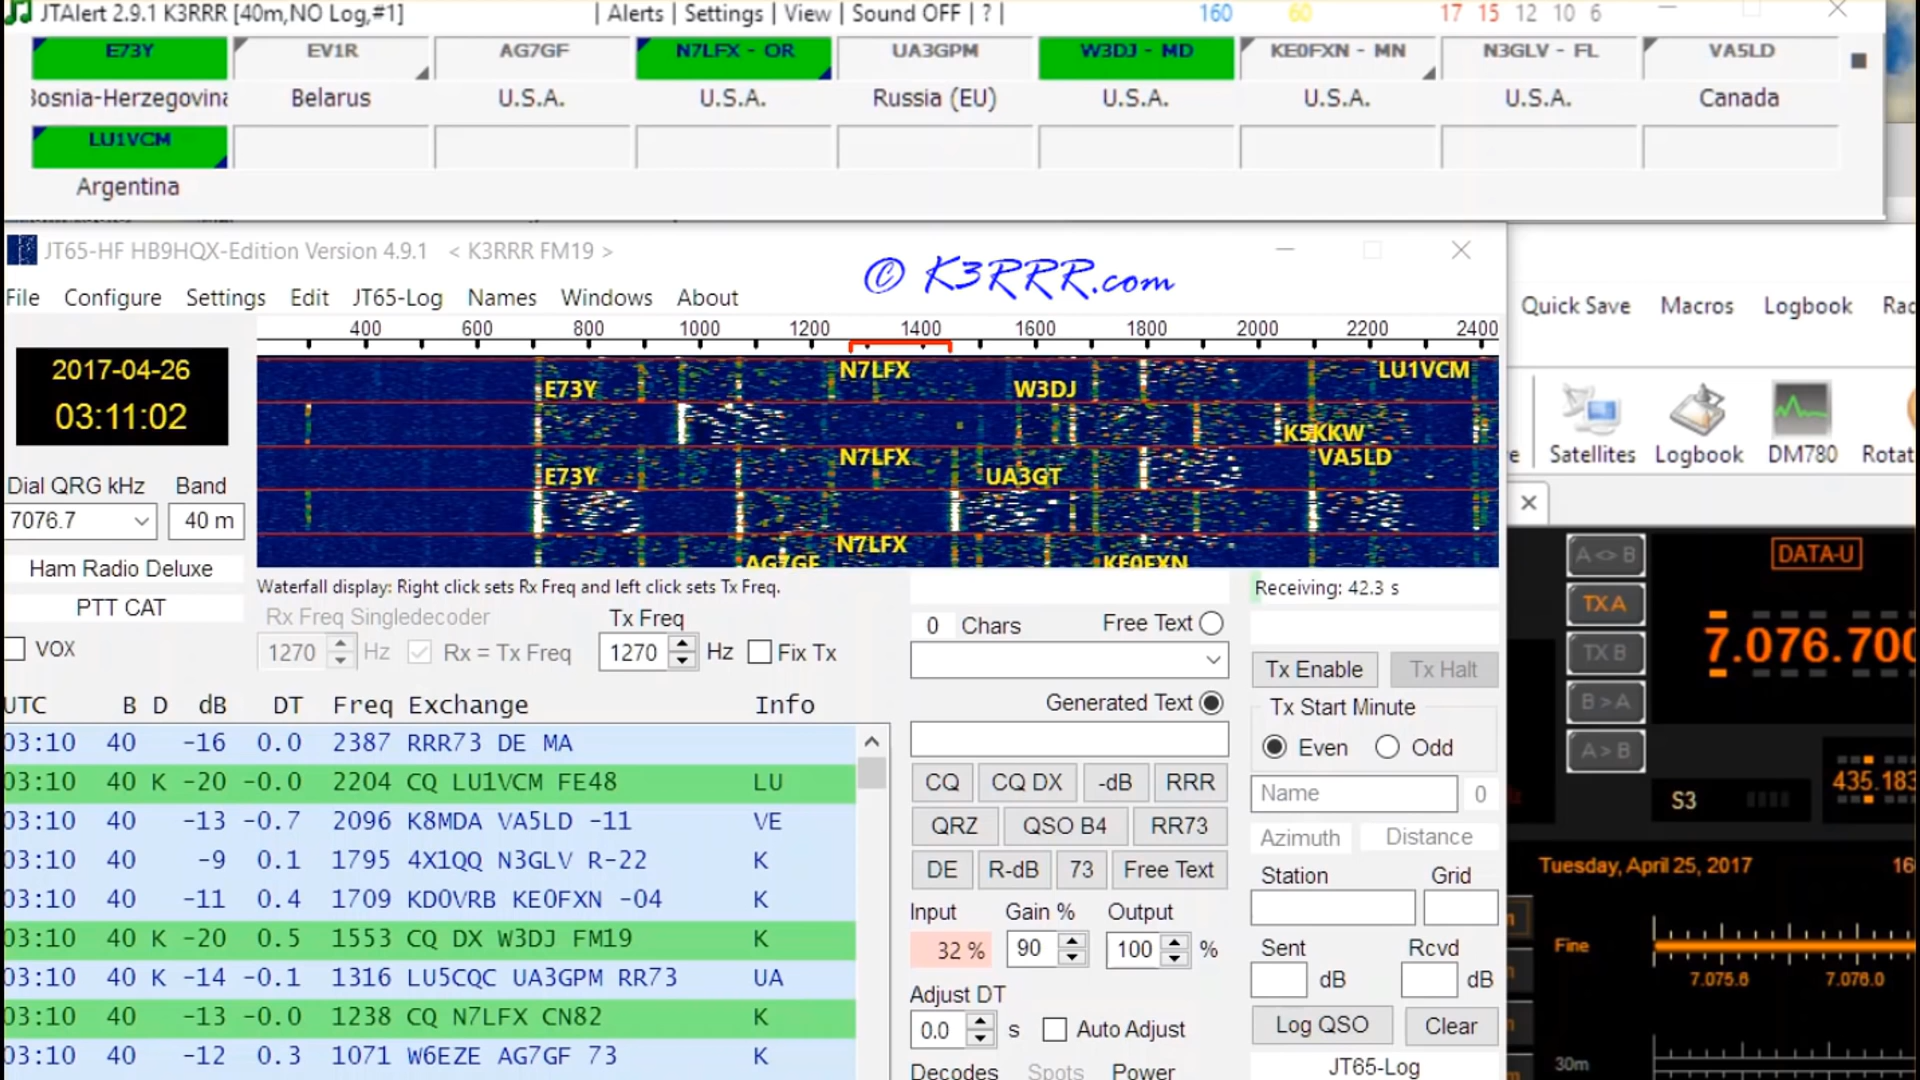 JTAlert 2.9.1 K3RRR [40m,NO Log,#1] | Alerts | Settings | View | Sound OFF | ? | 160 60 17 15 12 10 6
E73Y EV1R AG7GF N7LFX - OR UA3GPM W3DJ - MD KE0FXN - MN N3GLV - FL VA5LD
Bosnia-Herzegovina Belarus U.S.A. U.S.A. Russia (EU) U.S.A. U.S.A. U.S.A. Canada
LU1VCM
Argentina
JT65-HF HB9HQX-Edition Version 4.9.1 < K3RRR FM19 >
© K3RRR.com
File Configure Settings Edit JT65-Log Names Windows About
Quick Save Macros Logbook
400 600 800 1000 1200 1400 1600 1800 2000 2200 2400
2017-04-26
03:11:02
N7LFX LU1VCM
E73Y W3DJ
K5KKW
N7LFX VA5LD
E73Y UA3GT
N7LFX
AG7GF KE0FXN
Satellites Logbook DM780
Dial QRG kHz Band
7076.7 40 m
Ham Radio Deluxe
PTT CAT
VOX
Waterfall display: Right click sets Rx Freq and left click sets Tx Freq.
Rx Freq Singledecoder Tx Freq
1270 Hz Rx = Tx Freq 1270 Hz Fix Tx
0 Chars Free Text
Generated Text
Receiving: 42.3 s
Tx Enable Tx Halt
Tx Start Minute
Even Odd
Name 0
Azimuth Distance
Station Grid
Sent Rcvd
dB dB
Log QSO Clear
JT65-Log
CQ CQ DX -dB RRR
QRZ QSO B4 RR73
DE R-dB 73 Free Text
Input Gain % Output
32 % 90 100 %
Adjust DT
0.0 s Auto Adjust
Decodes Spots Power
UTC B D dB DT Freq Exchange Info
03:10 40 -16 0.0 2387 RRR73 DE MA
03:10 40 K -20 -0.0 2204 CQ LU1VCM FE48 LU
03:10 40 -13 -0.7 2096 K8MDA VA5LD -11 VE
03:10 40 -9 0.1 1795 4X1QQ N3GLV R-22 K
03:10 40 -11 0.4 1709 KD0VRB KE0FXN -04 K
03:10 40 K -20 0.5 1553 CQ DX W3DJ FM19 K
03:10 40 K -14 -0.1 1316 LU5CQC UA3GPM RR73 UA
03:10 40 K -13 -0.0 1238 CQ N7LFX CN82 K
03:10 40 -12 0.3 1071 W6EZE AG7GF 73 K
A <> B
TX A
TX B
B > A
A > B
DATA-U
7.076.700
S3
435.183
Tuesday, April 25, 2017 16
Fine
7.075.6 7.076.0
30m